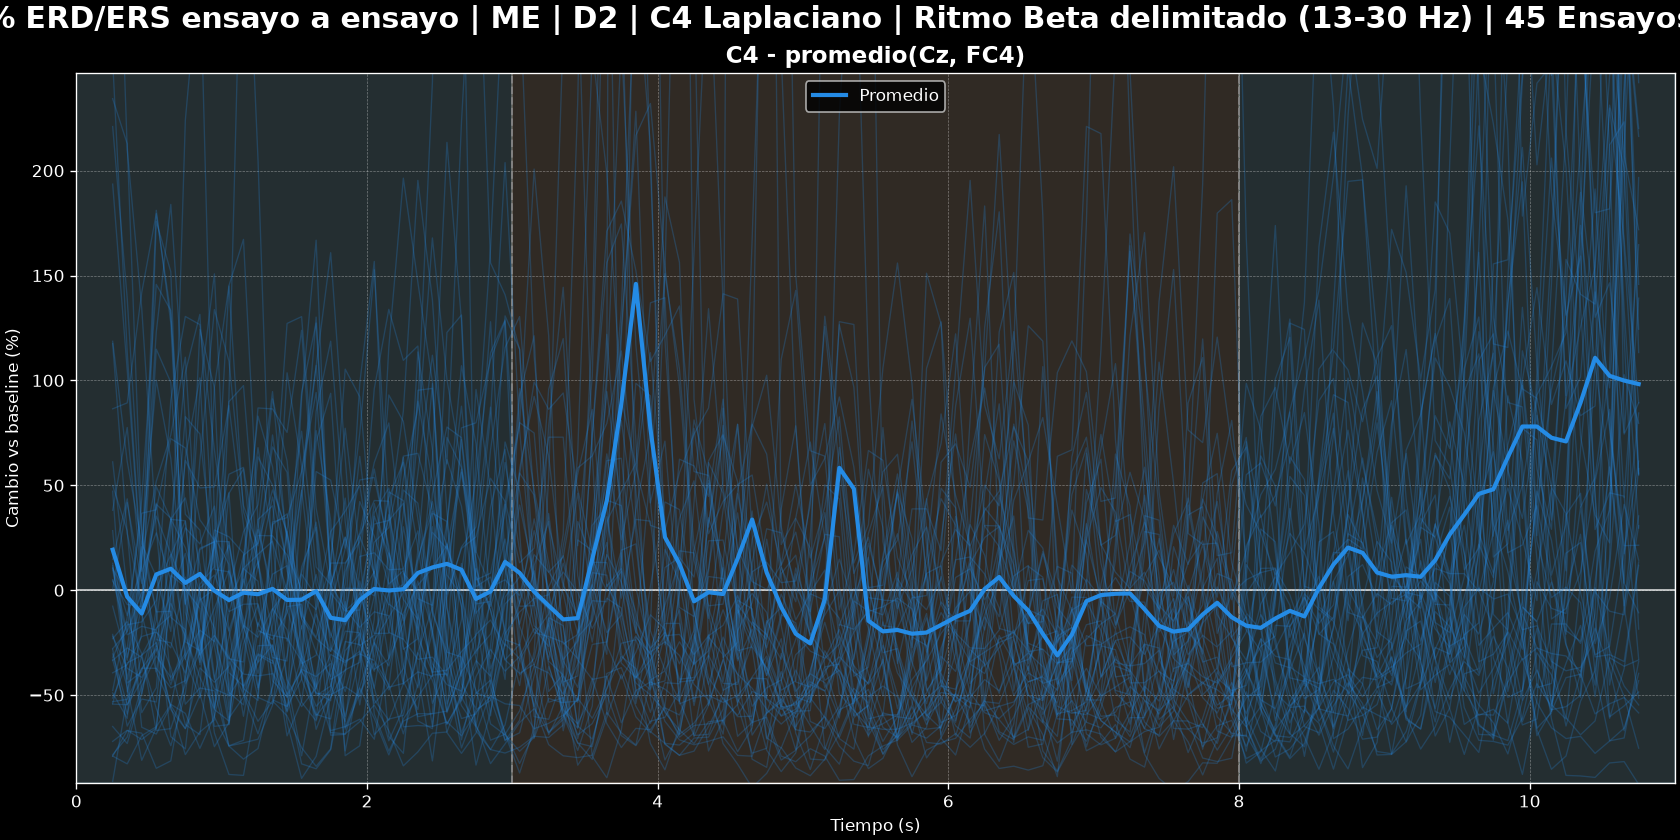 % ERD/ERS ensayo a ensayo | ME | D2 | C4 Laplaciano | Ritmo Beta delimitado (13-30 Hz) | 45 Ensayos
C4 - promedio(Cz, FC4)
Promedio
Cambio vs baseline (%)
200
150
100
50
0
−50
0 2 4 6 8 10
Tiempo (s)